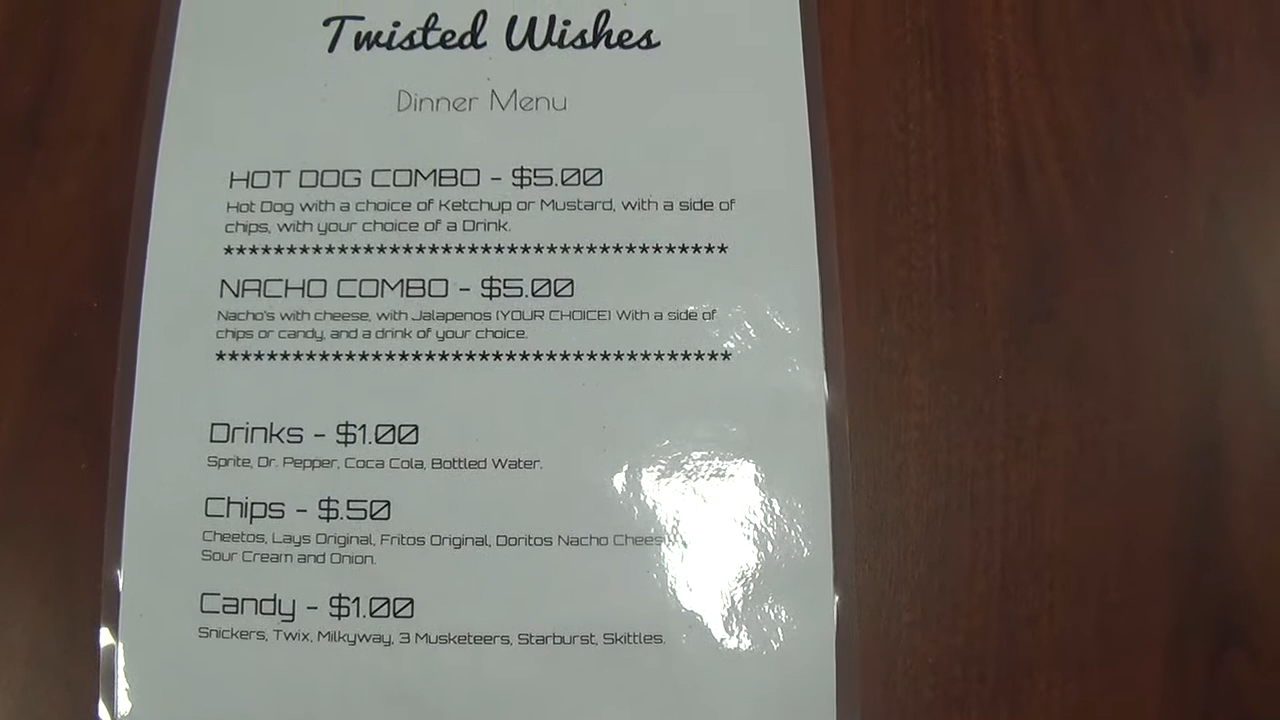 Twisted Wishes
Dinner Menu
HOT DOG COMBO - $5.00
Hot Dog with a choice of Ketchup or Mustard, with a side of
chips, with your choice of a Drink.
****************************************
NACHO COMBO - $5.00
Nacho's with cheese, with Jalapenos (YOUR CHOICE) With a side of
chips or candy, and a drink of your choice.
****************************************
Drinks - $1.00
Sprite, Dr. Pepper, Coca Cola, Bottled Water.
Chips - $.50
Cheetos, Lays Original, Fritos Original, Doritos Nacho
Sour Cream and Onion.
Candy - $1.00
Snickers, Twix, Milkyway, 3 Musketeers, Starburst, Skittles.